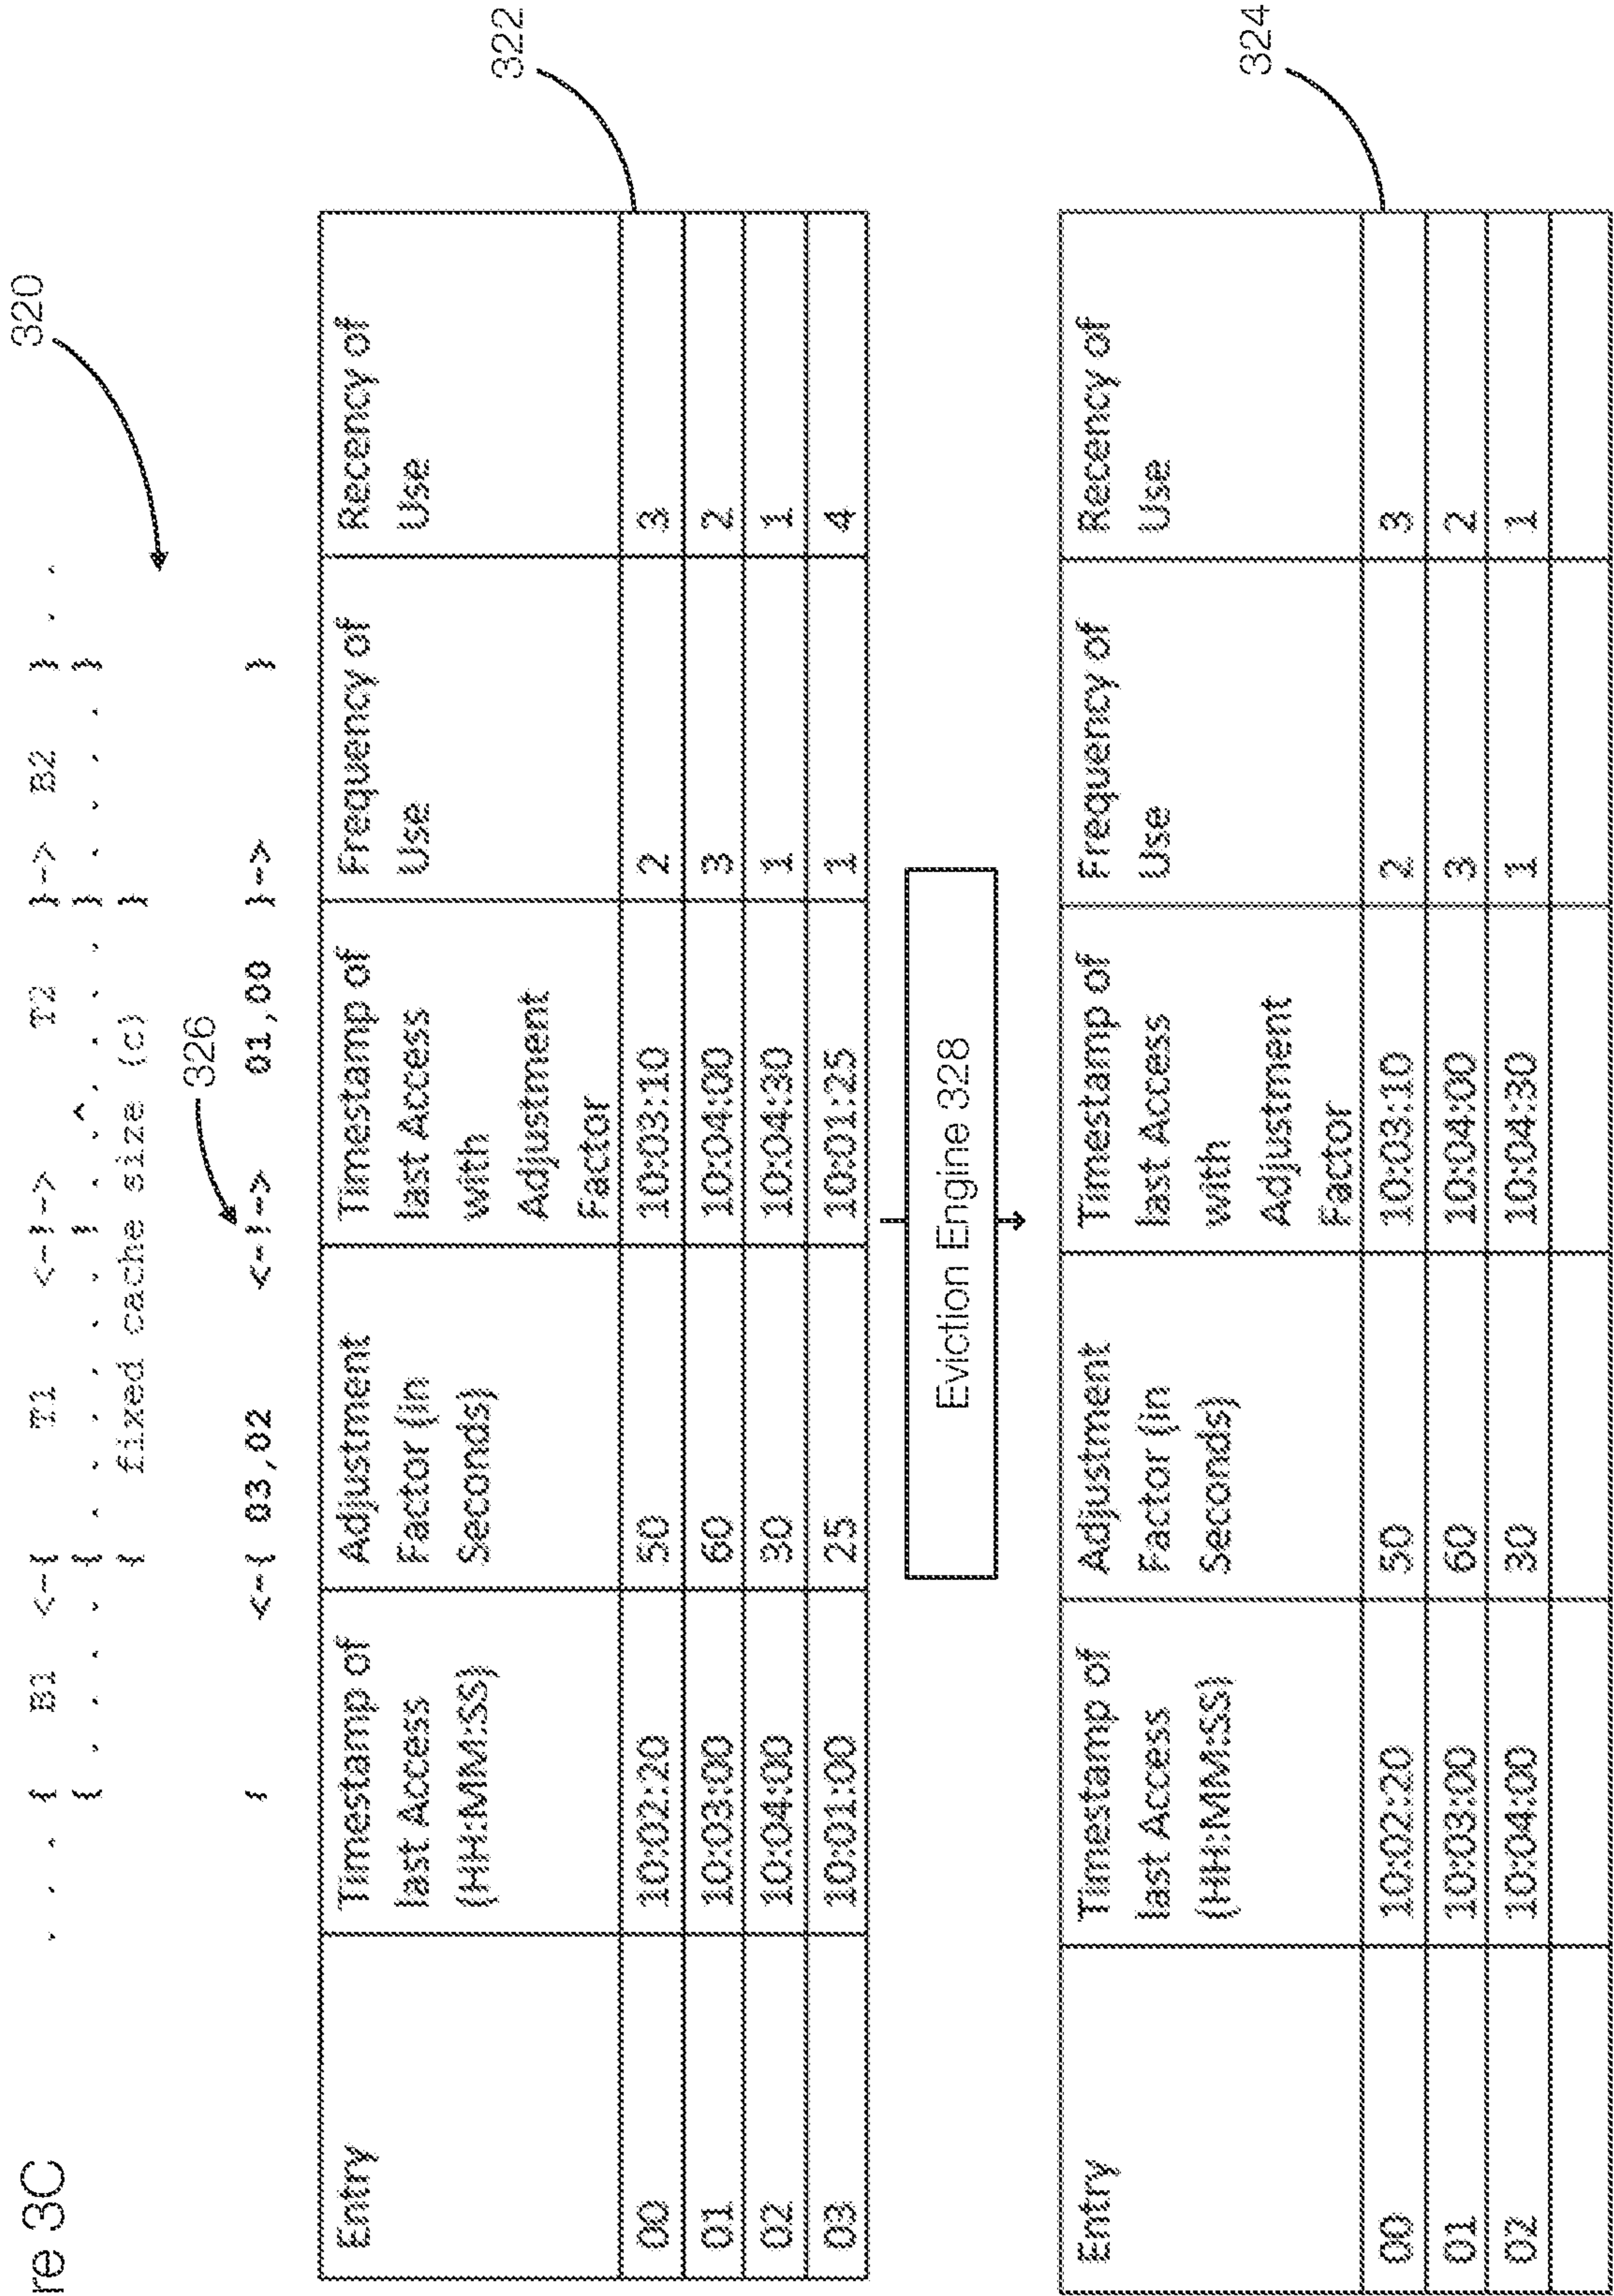 re 3C
320
. . . { B1 <-{ T1 <-!-> T2 }-> B2 } . .
{ . . . . { . . . . . . ! . . ^ . . . . } . . . . }
{ fixed cache size (c) }
326
{ <-{ 03,02 <-!-> 01,00 }-> }
322
Entry
Timestamp of last Access (HH:MM:SS)
Adjustment Factor (in Seconds)
Timestamp of last Access with Adjustment Factor
Frequency of Use
Recency of Use
00 10:02:20 50 10:03:10 2 3
01 10:03:00 60 10:04:00 3 2
02 10:04:00 30 10:04:30 1 1
03 10:01:00 25 10:01:25 1 4
Eviction Engine 328
324
Entry
Timestamp of last Access (HH:MM:SS)
Adjustment Factor (in Seconds)
Timestamp of last Access with Adjustment Factor
Frequency of Use
Recency of Use
00 10:02:20 50 10:03:10 2 3
01 10:03:00 60 10:04:00 3 2
02 10:04:00 30 10:04:30 1 1